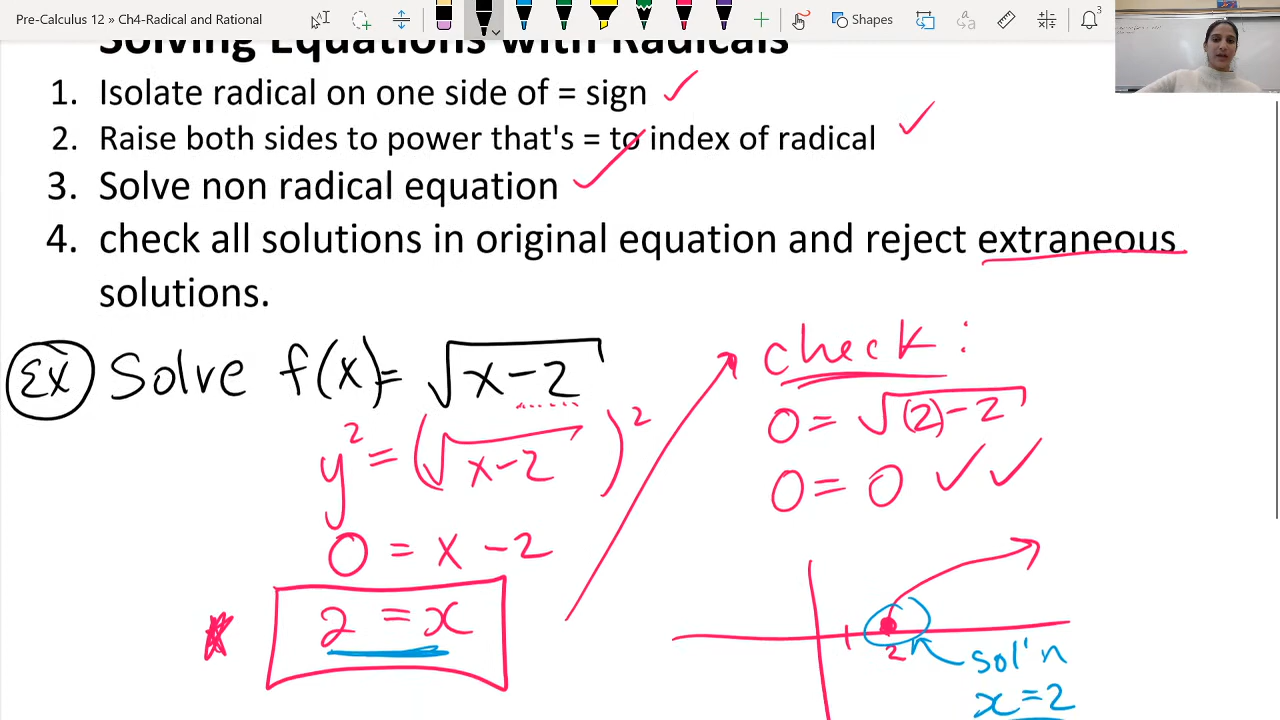 Pre-Calculus 12 » Ch4-Radical and Rational
Shapes
3
Solving Equations with Radicals
1. Isolate radical on one side of = sign
2. Raise both sides to power that's = to index of radical
3. Solve non radical equation
4. check all solutions in original equation and reject extraneous
solutions.
Ex Solve f(x)= √x-2
y² = (√x-2)²
0 = x -2
2 = x
check:
0 = √(2)-2
0 = 0
2
sol'n
x=2